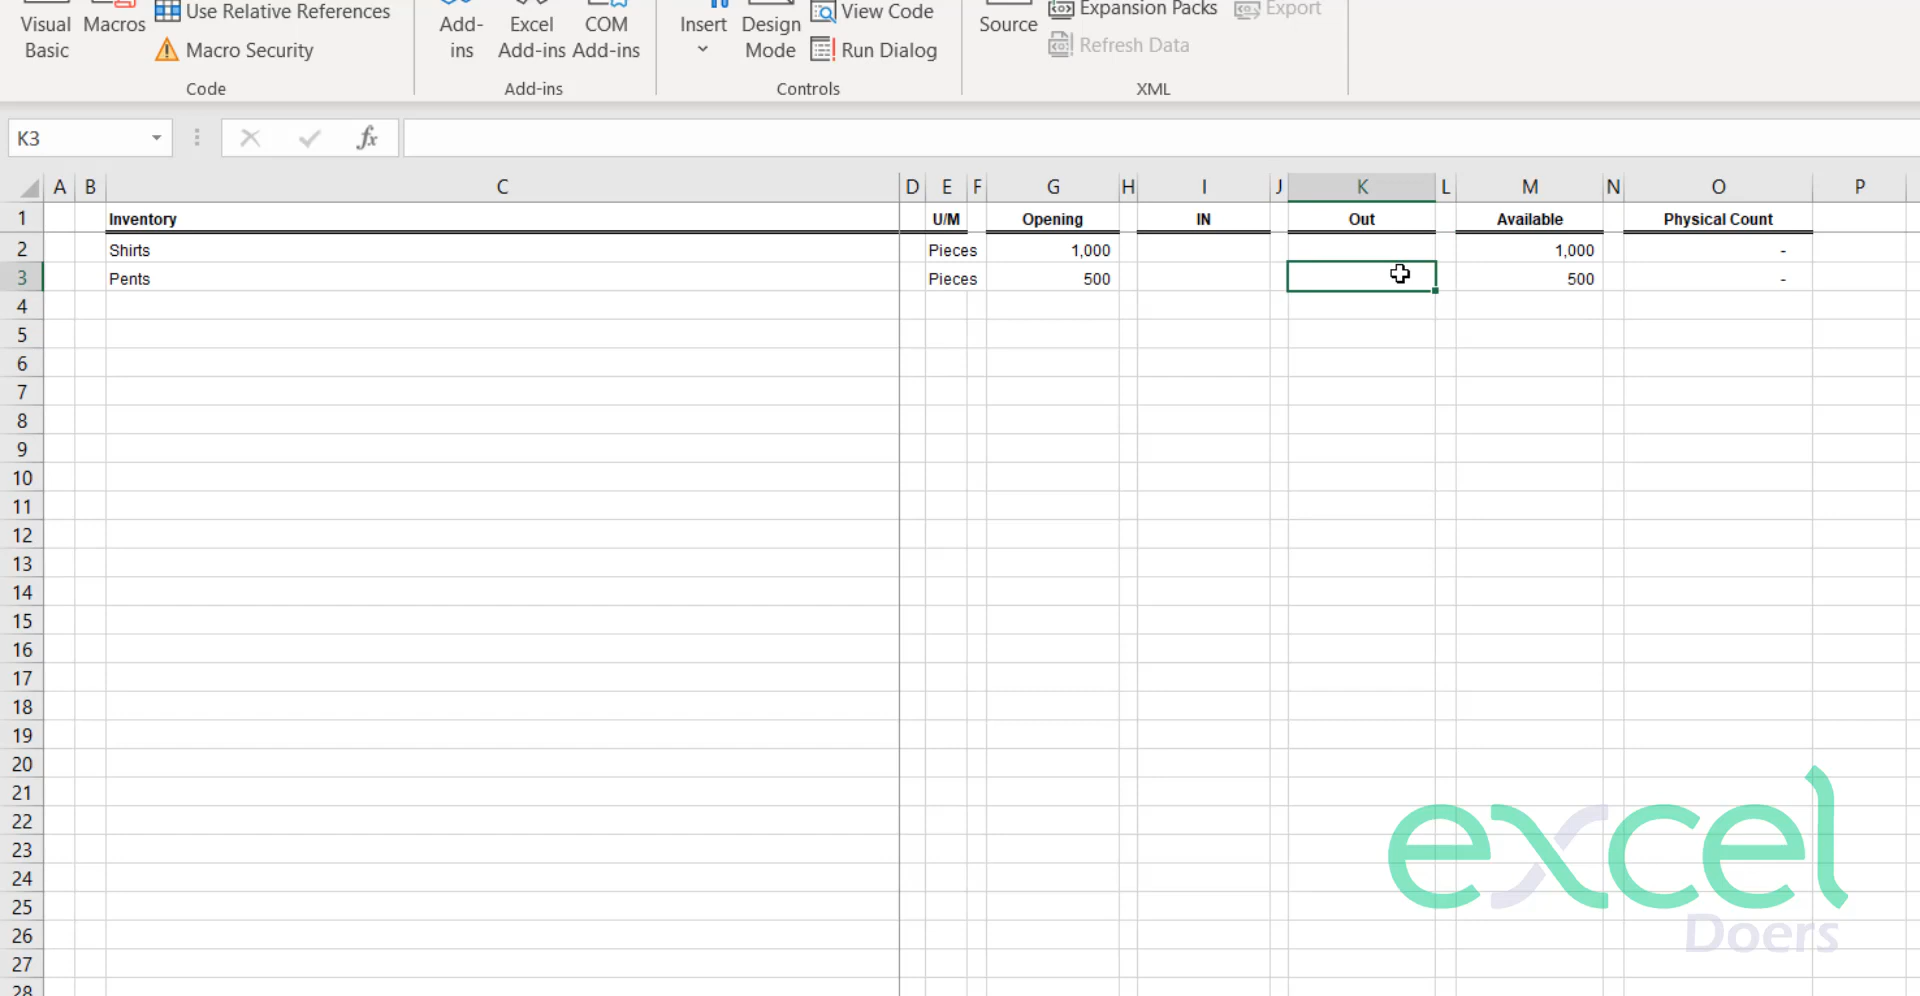 Visual Basic
Macros
Use Relative References
Macro Security
Code
Add-ins
Excel Add-ins
COM Add-ins
Add-ins
Insert
Design Mode
View Code
Run Dialog
Controls
Source
Expansion Packs
Export
Refresh Data
XML
K3
fx
A B C D E F G H I J K L M N O P
1 Inventory U/M Opening IN Out Available Physical Count
2 Shirts Pieces 1,000 1,000 -
3 Pents Pieces 500 500 -
4
5
6
7
8
9
10
11
12
13
14
15
16
17
18
19
20
21
22
23
24
25
26
27
28
excel
Doers